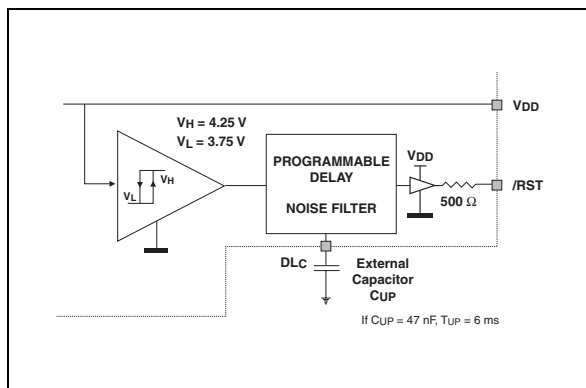 VDD
VH = 4.25 V
VL = 3.75 V
VH
VL
PROGRAMMABLE
DELAY
NOISE FILTER
VDD
/RST
500 Ω
DLC
External
Capacitor
CUP
If CUP = 47 nF, TUP = 6 ms